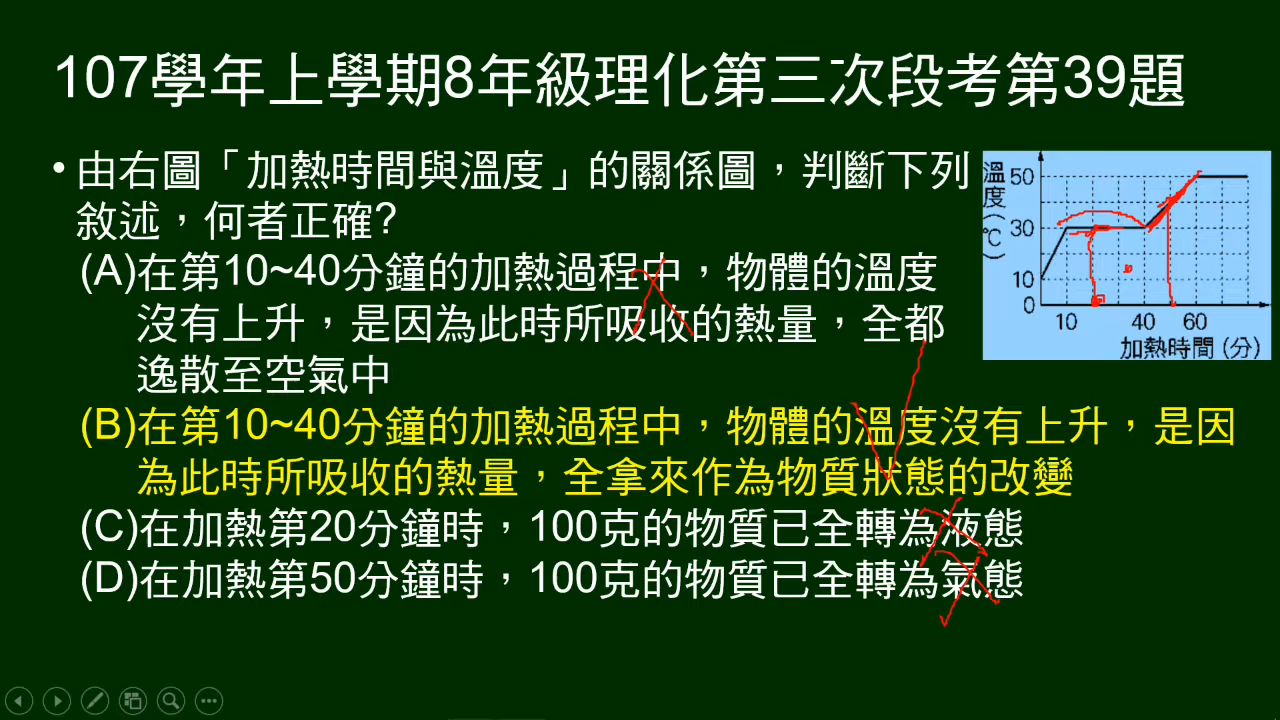 107學年上學期8年級理化第三次段考第39題
• 由右圖「加熱時間與溫度」的關係圖，判斷下列
敘述，何者正確?
(A)在第10~40分鐘的加熱過程中，物體的溫度
沒有上升，是因為此時所吸收的熱量，全都
逸散至空氣中
(B)在第10~40分鐘的加熱過程中，物體的溫度沒有上升，是因
為此時所吸收的熱量，全拿來作為物質狀態的改變
(C)在加熱第20分鐘時，100克的物質已全轉為液態
(D)在加熱第50分鐘時，100克的物質已全轉為氣態
溫度(℃)
50
30
10
0
10 40 60
加熱時間(分)